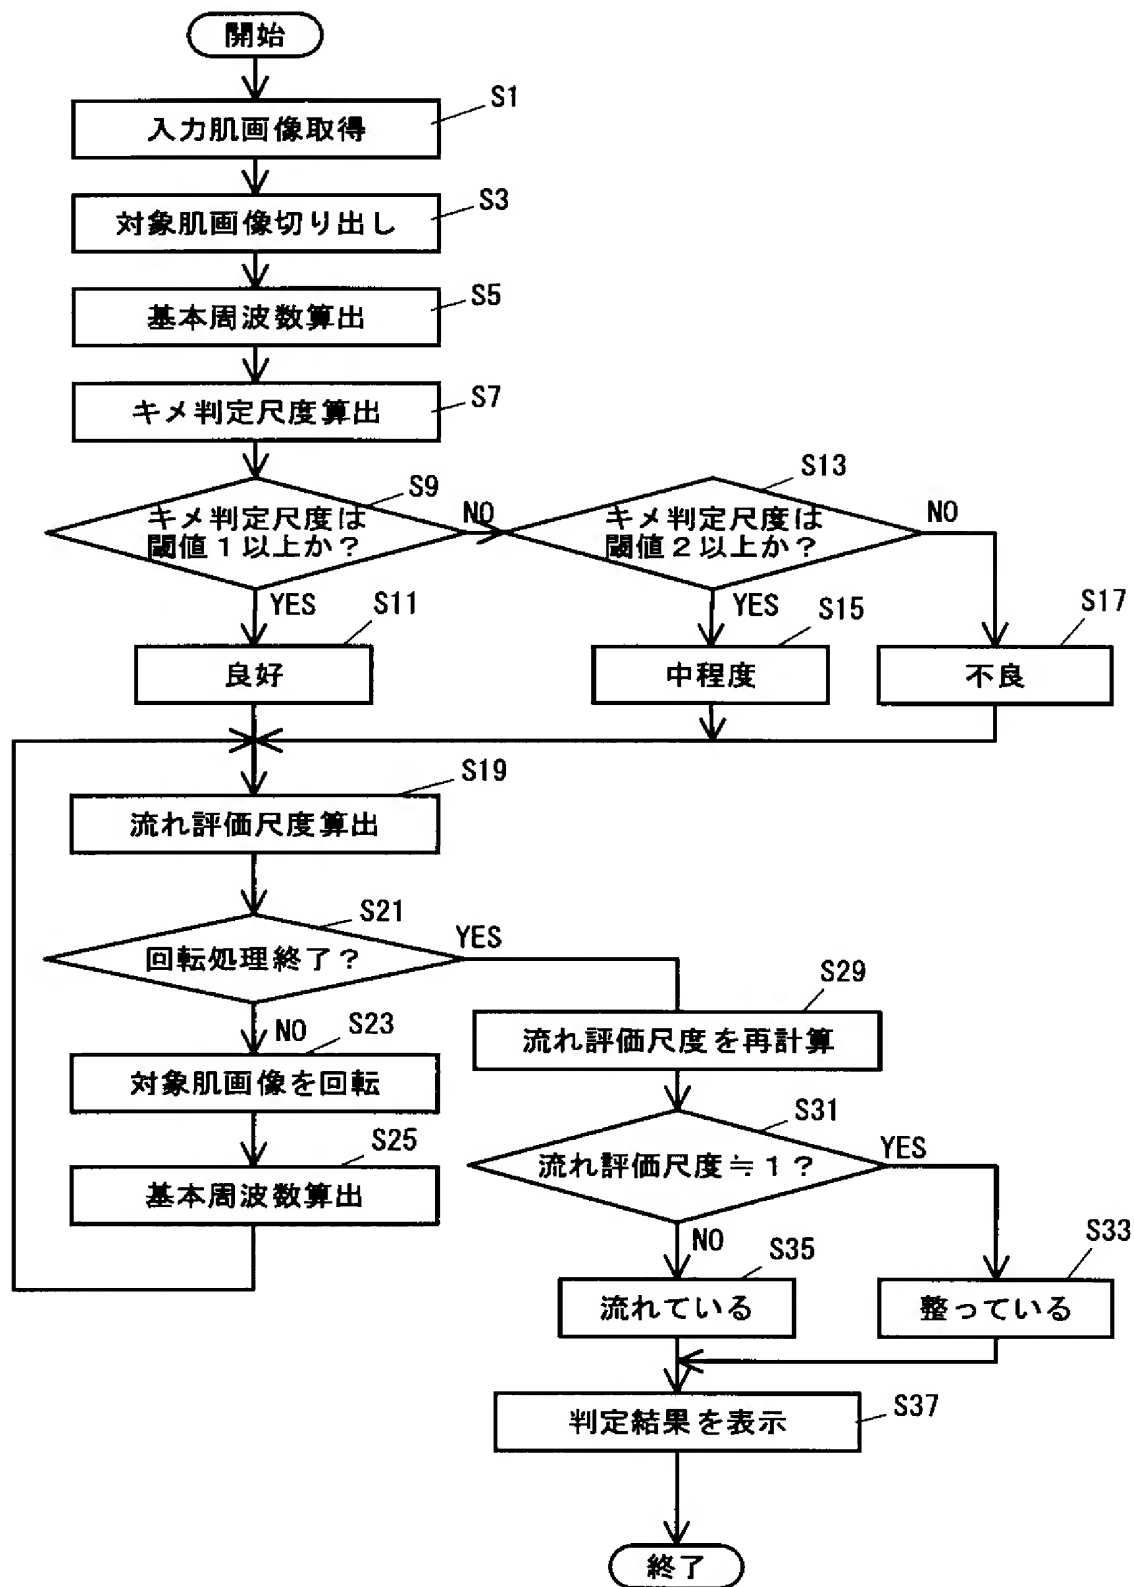 開始
S1
入力肌画像取得
S3
対象肌画像切り出し
S5
基本周波数算出
S7
キメ判定尺度算出
S9
キメ判定尺度は
閾値1以上か?
NO
S13
キメ判定尺度は
閾値2以上か?
NO
YES
S11
良好
YES
S15
中程度
S17
不良
S19
流れ評価尺度算出
S21
回転処理終了?
YES
NO
S23
対象肌画像を回転
S25
基本周波数算出
S29
流れ評価尺度を再計算
S31
流れ評価尺度≒1?
YES
NO
S35
流れている
S33
整っている
S37
判定結果を表示
終了